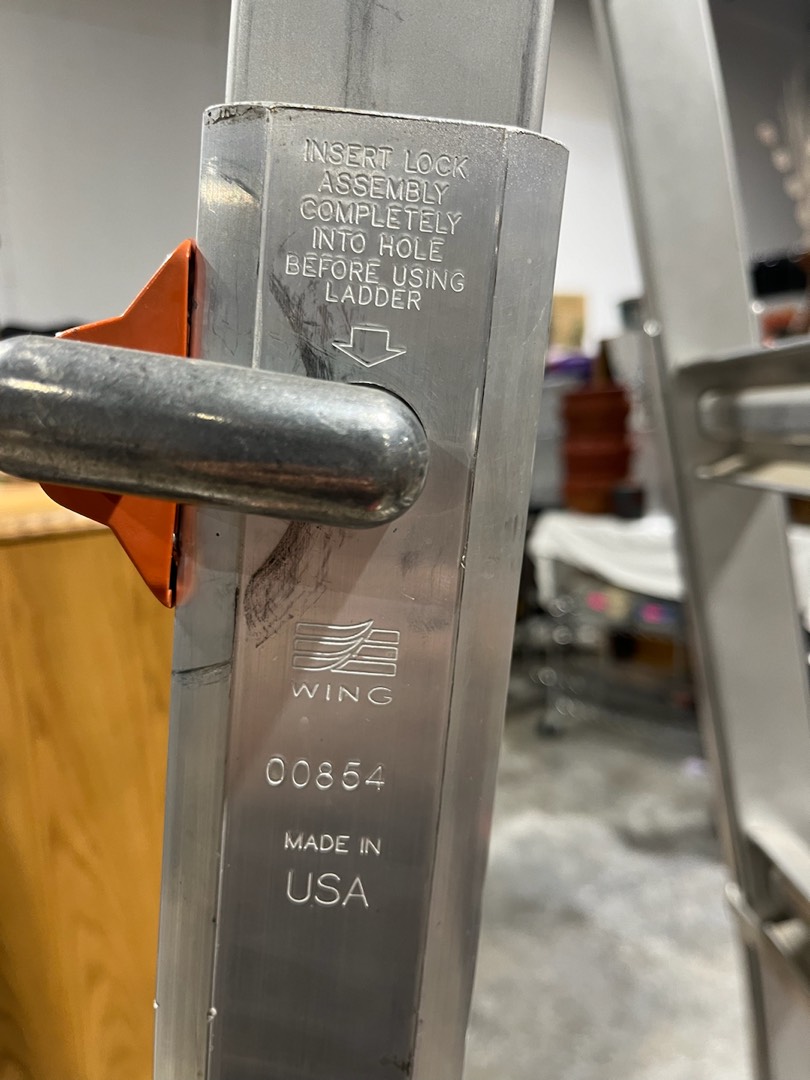 INSERT LOCK
ASSEMBLY
COMPLETELY
INTO HOLE
BEFORE USING
LADDER
WING
00854
MADE IN
USA